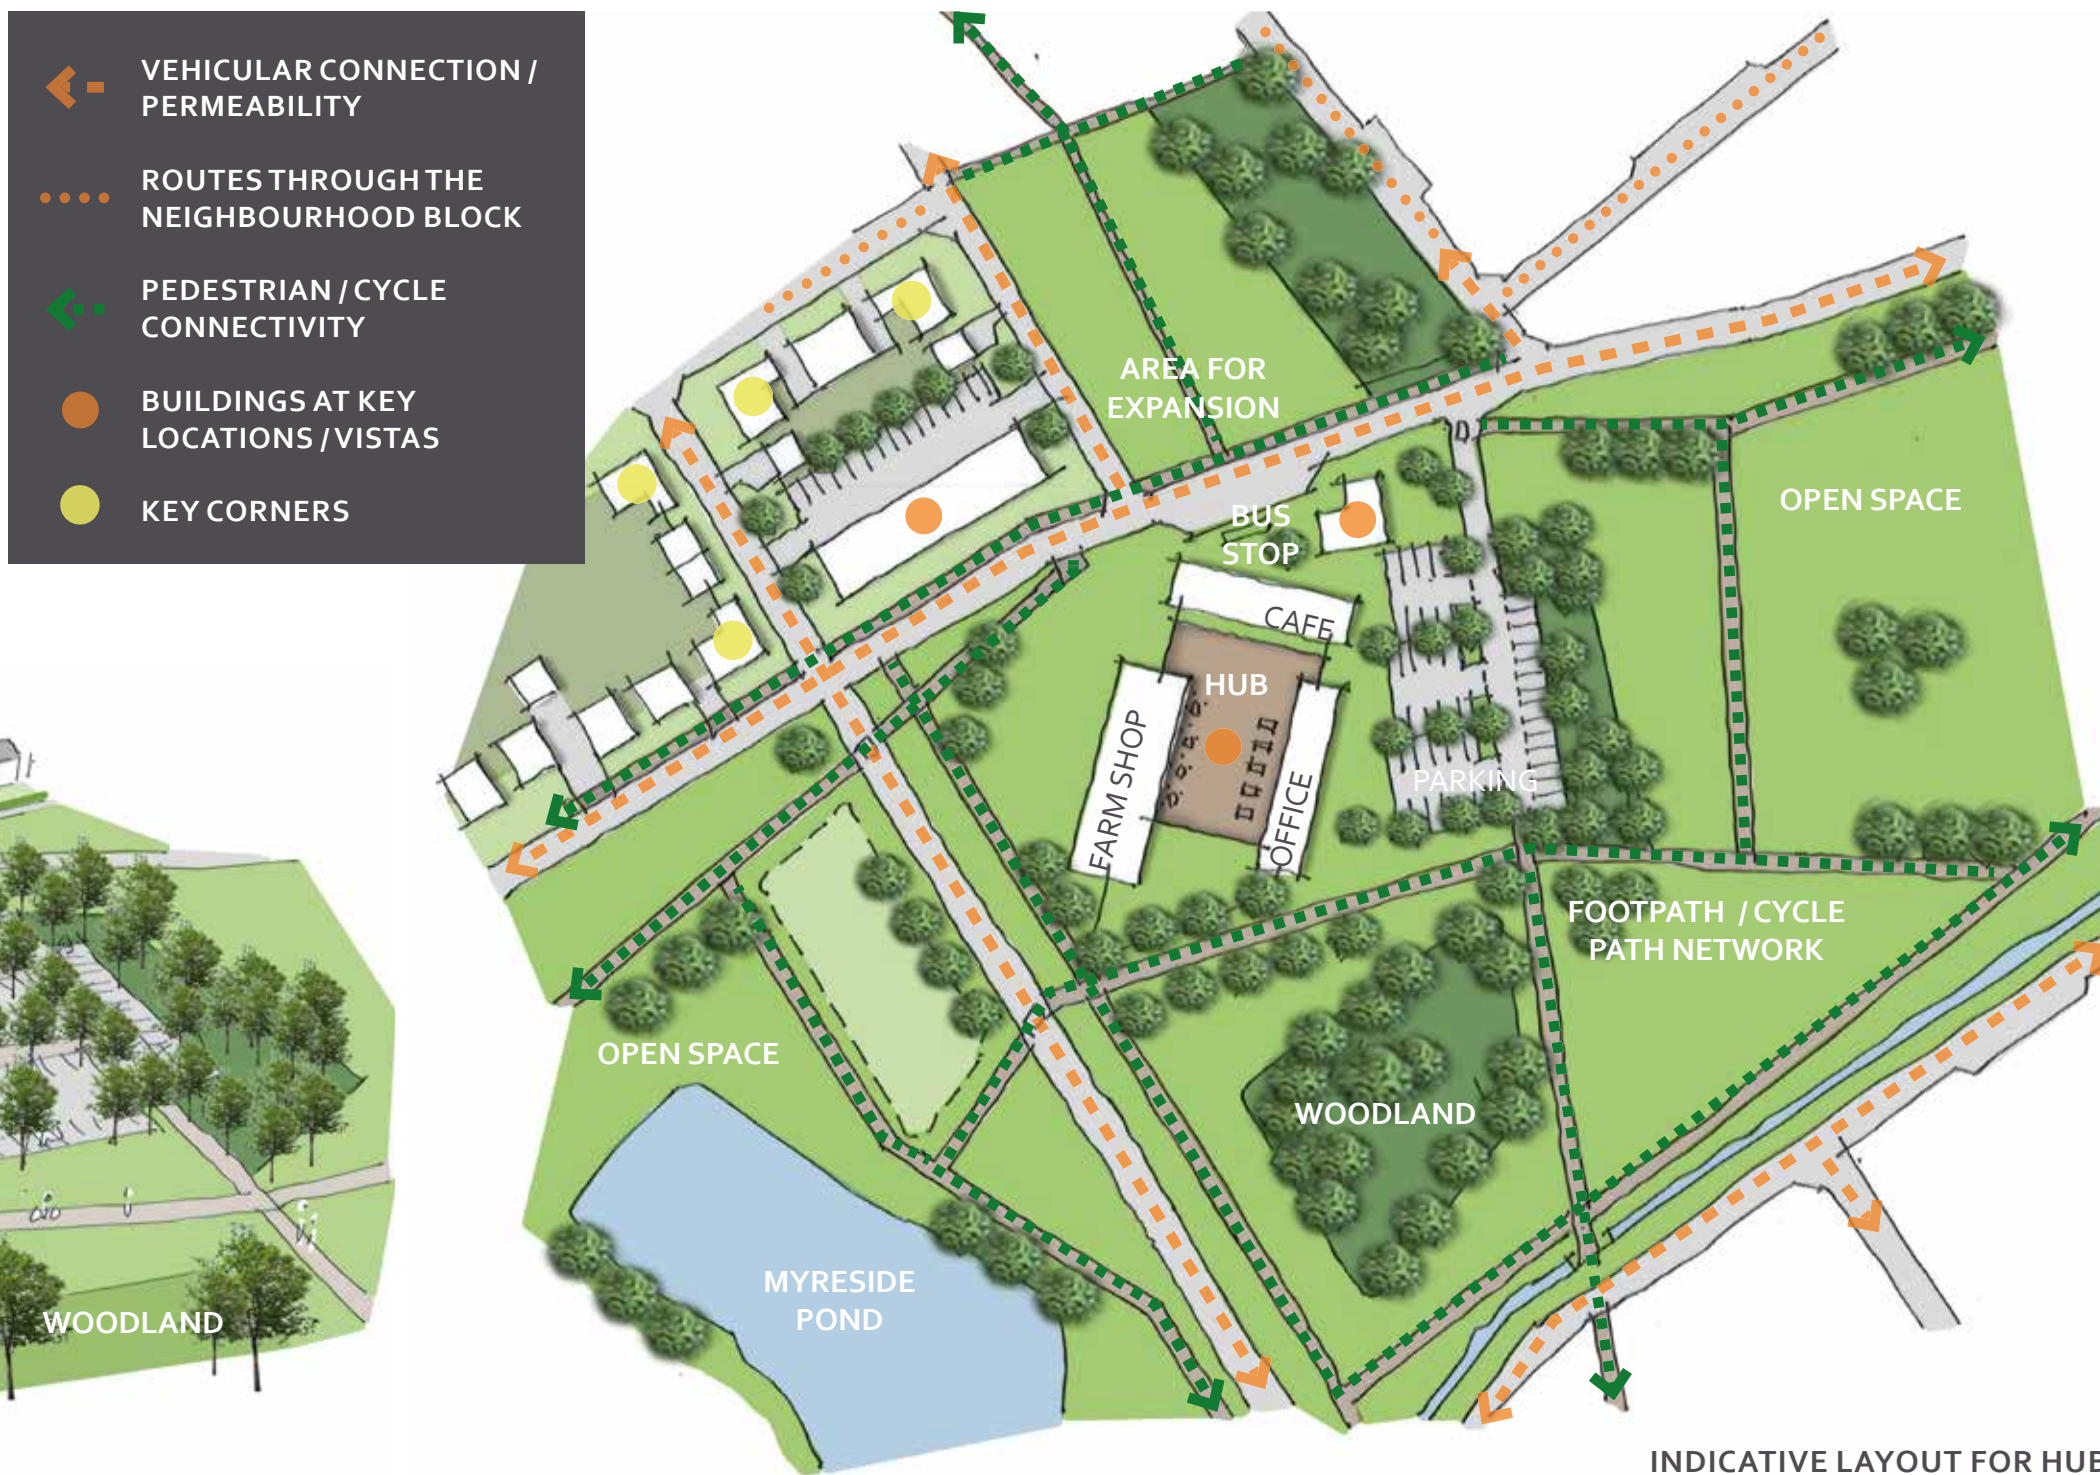 VEHICULAR CONNECTION /
PERMEABILITY
ROUTES THROUGH THE
NEIGHBOURHOOD BLOCK
PEDESTRIAN / CYCLE
CONNECTIVITY
BUILDINGS AT KEY
LOCATIONS / VISTAS
KEY CORNERS
AREA FOR
EXPANSION
OPEN SPACE
BUS
STOP
CAFE
HUB
FARM SHOP
OFFICE
PARKING
FOOTPATH / CYCLE
PATH NETWORK
OPEN SPACE
WOODLAND
MYRESIDE
POND
WOODLAND
INDICATIVE LAYOUT FOR HUB